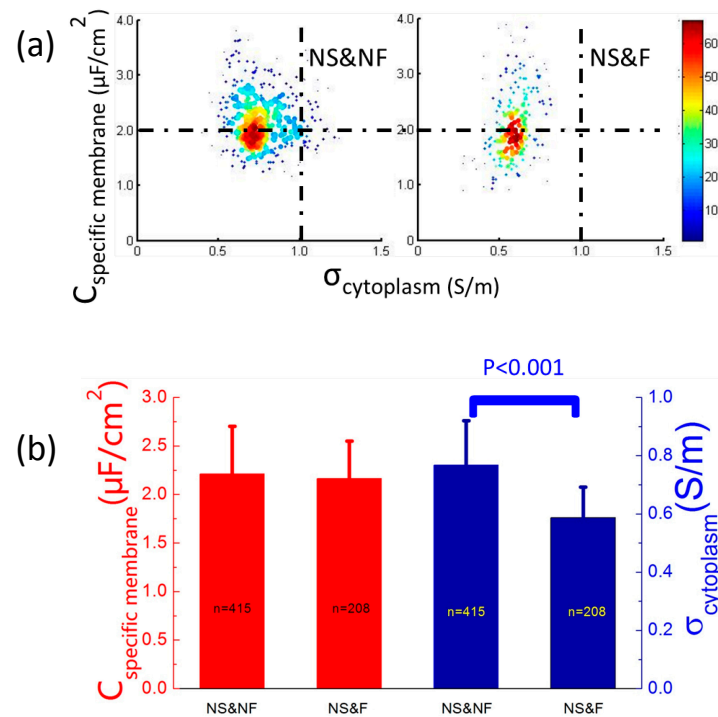 (a)
C specific membrane (µF/cm²)
4.0
3.0
2.0
1.0
0
NS&NF
0
0.5
1.0
1.5
4.0
3.0
2.0
1.0
0
NS&F
0
0.5
1.0
1.5
60
50
40
30
20
10
σ cytoplasm (S/m)
(b)
C specific membrane (µF/cm²)
3.0
2.5
2.0
1.5
1.0
0.5
0.0
P<0.001
n=415
n=208
n=415
n=208
NS&NF
NS&F
NS&NF
NS&F
1.0
0.8
0.6
0.4
0.2
0.0
σ cytoplasm (S/m)